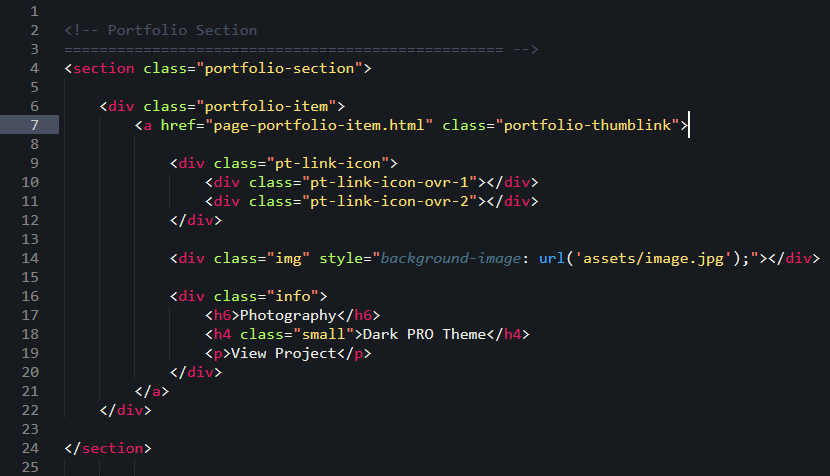 1
2 <!-- Portfolio Section
3 ================================================== -->
4 <section class="portfolio-section">
5
6 <div class="portfolio-item">
7 <a href="page-portfolio-item.html" class="portfolio-thumblink">
8
9 <div class="pt-link-icon">
10 <div class="pt-link-icon-ovr-1"></div>
11 <div class="pt-link-icon-ovr-2"></div>
12 </div>
13
14 <div class="img" style="background-image: url('assets/image.jpg');"></div>
15
16 <div class="info">
17 <h6>Photography</h6>
18 <h4 class="small">Dark PRO Theme</h4>
19 <p>View Project</p>
20 </div>
21 </a>
22 </div>
23
24 </section>
25